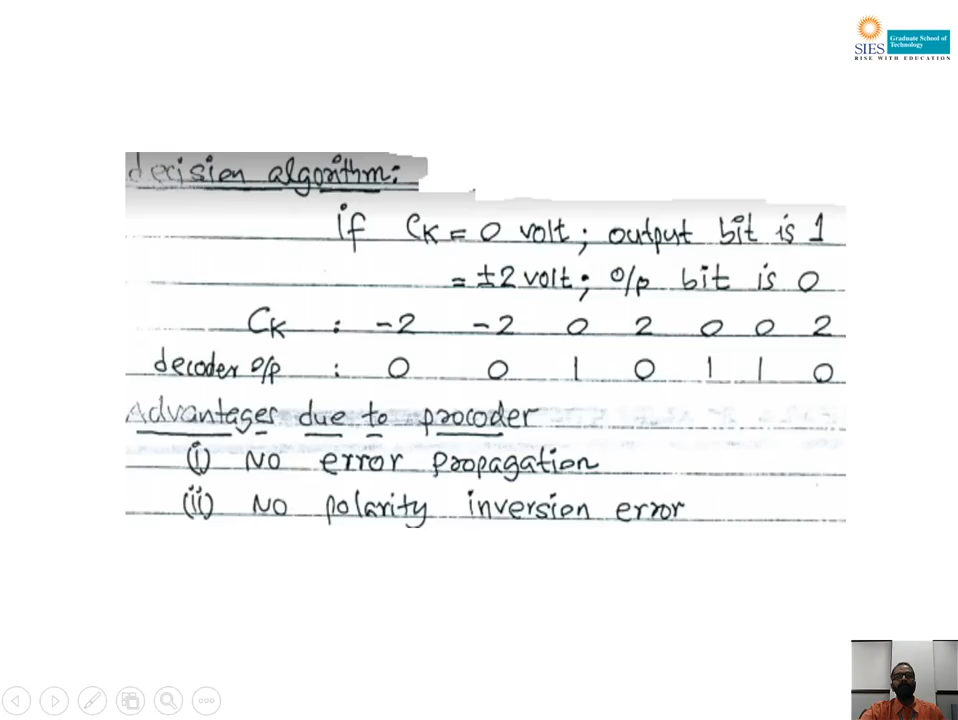 SIES
Graduate School of
Technology
RISE WITH EDUCATION
decision algorithm:
if CK = 0 volt; output bit is 1
= ±2 volt; o/p bit is 0
CK : -2 -2 0 2 0 0 2
decoder o/p : 0 0 1 0 1 1 0
Advantages due to procoder
(i) No error propagation
(ii) No polarity inversion error